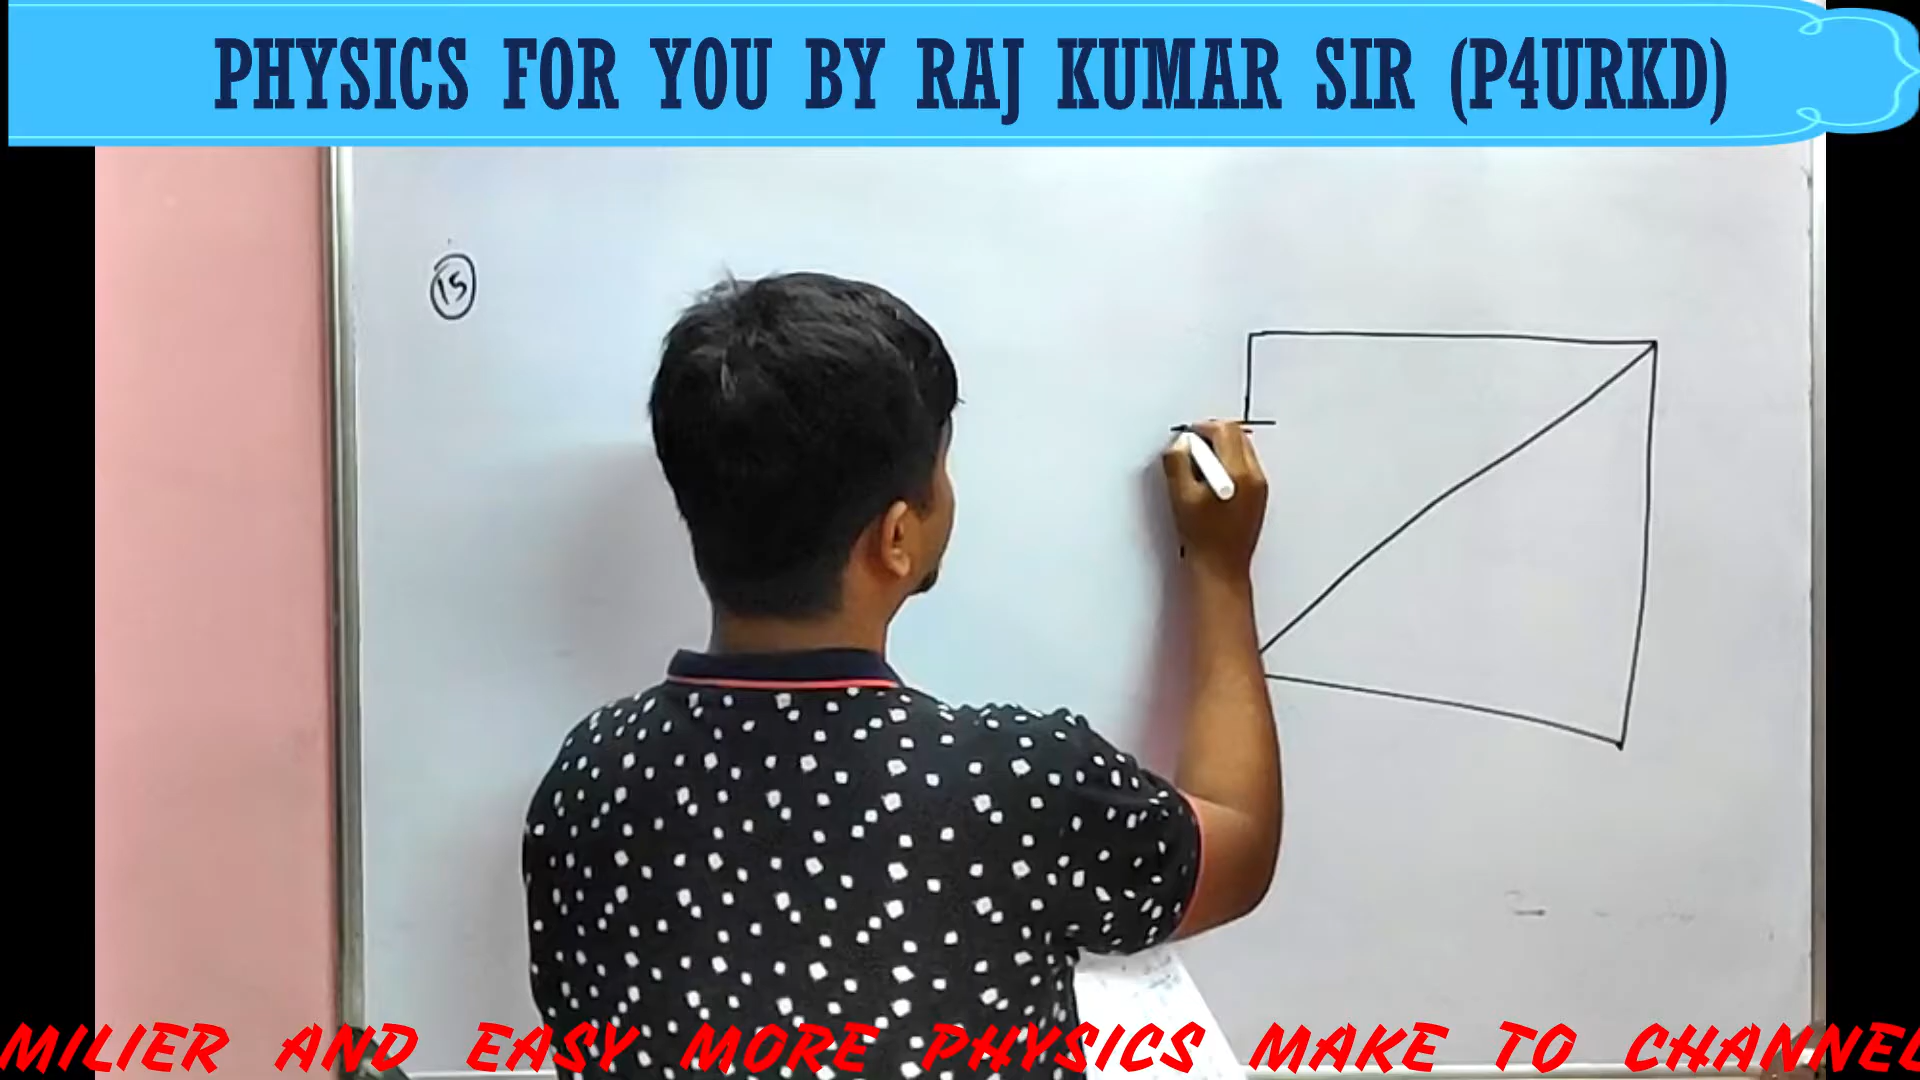 PHYSICS FOR YOU BY RAJ KUMAR SIR (P4URKD)
15
MILIER AND EASY MORE PHYSICS MAKE TO CHANNEL